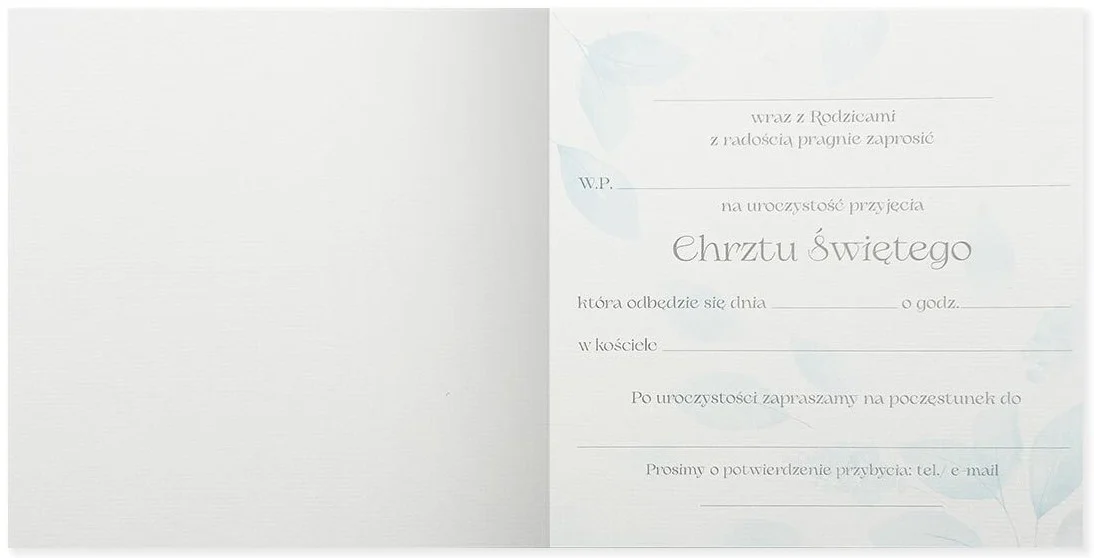 wraz z Rodzicami
z radością pragnie zaprosić
W.P.
na uroczystość przyjęcia
Chrztu Świętego
która odbędzie się dnia o godz.
w kościele
Po uroczystości zapraszamy na poczęstunek do
Prosimy o potwierdzenie przybycia: tel./ e-mail